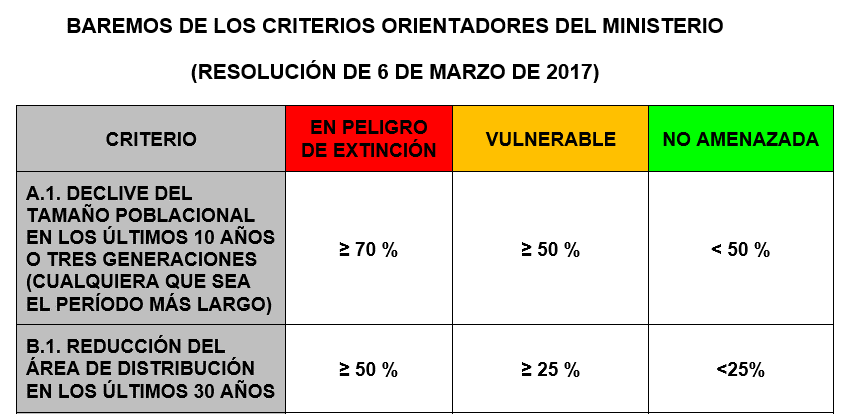 BAREMOS DE LOS CRITERIOS ORIENTADORES DEL MINISTERIO
(RESOLUCIÓN DE 6 DE MARZO DE 2017)
CRITERIO
EN PELIGRO
DE EXTINCIÓN
VULNERABLE
NO AMENAZADA
A.1. DECLIVE DEL
TAMAÑO POBLACIONAL
EN LOS ÚLTIMOS 10 AÑOS
O TRES GENERACIONES
(CUALQUIERA QUE SEA
EL PERÍODO MÁS LARGO)
≥ 70 %
≥ 50 %
< 50 %
B.1. REDUCCIÓN DEL
ÁREA DE DISTRIBUCIÓN
EN LOS ÚLTIMOS 30 AÑOS
≥ 50 %
≥ 25 %
<25%